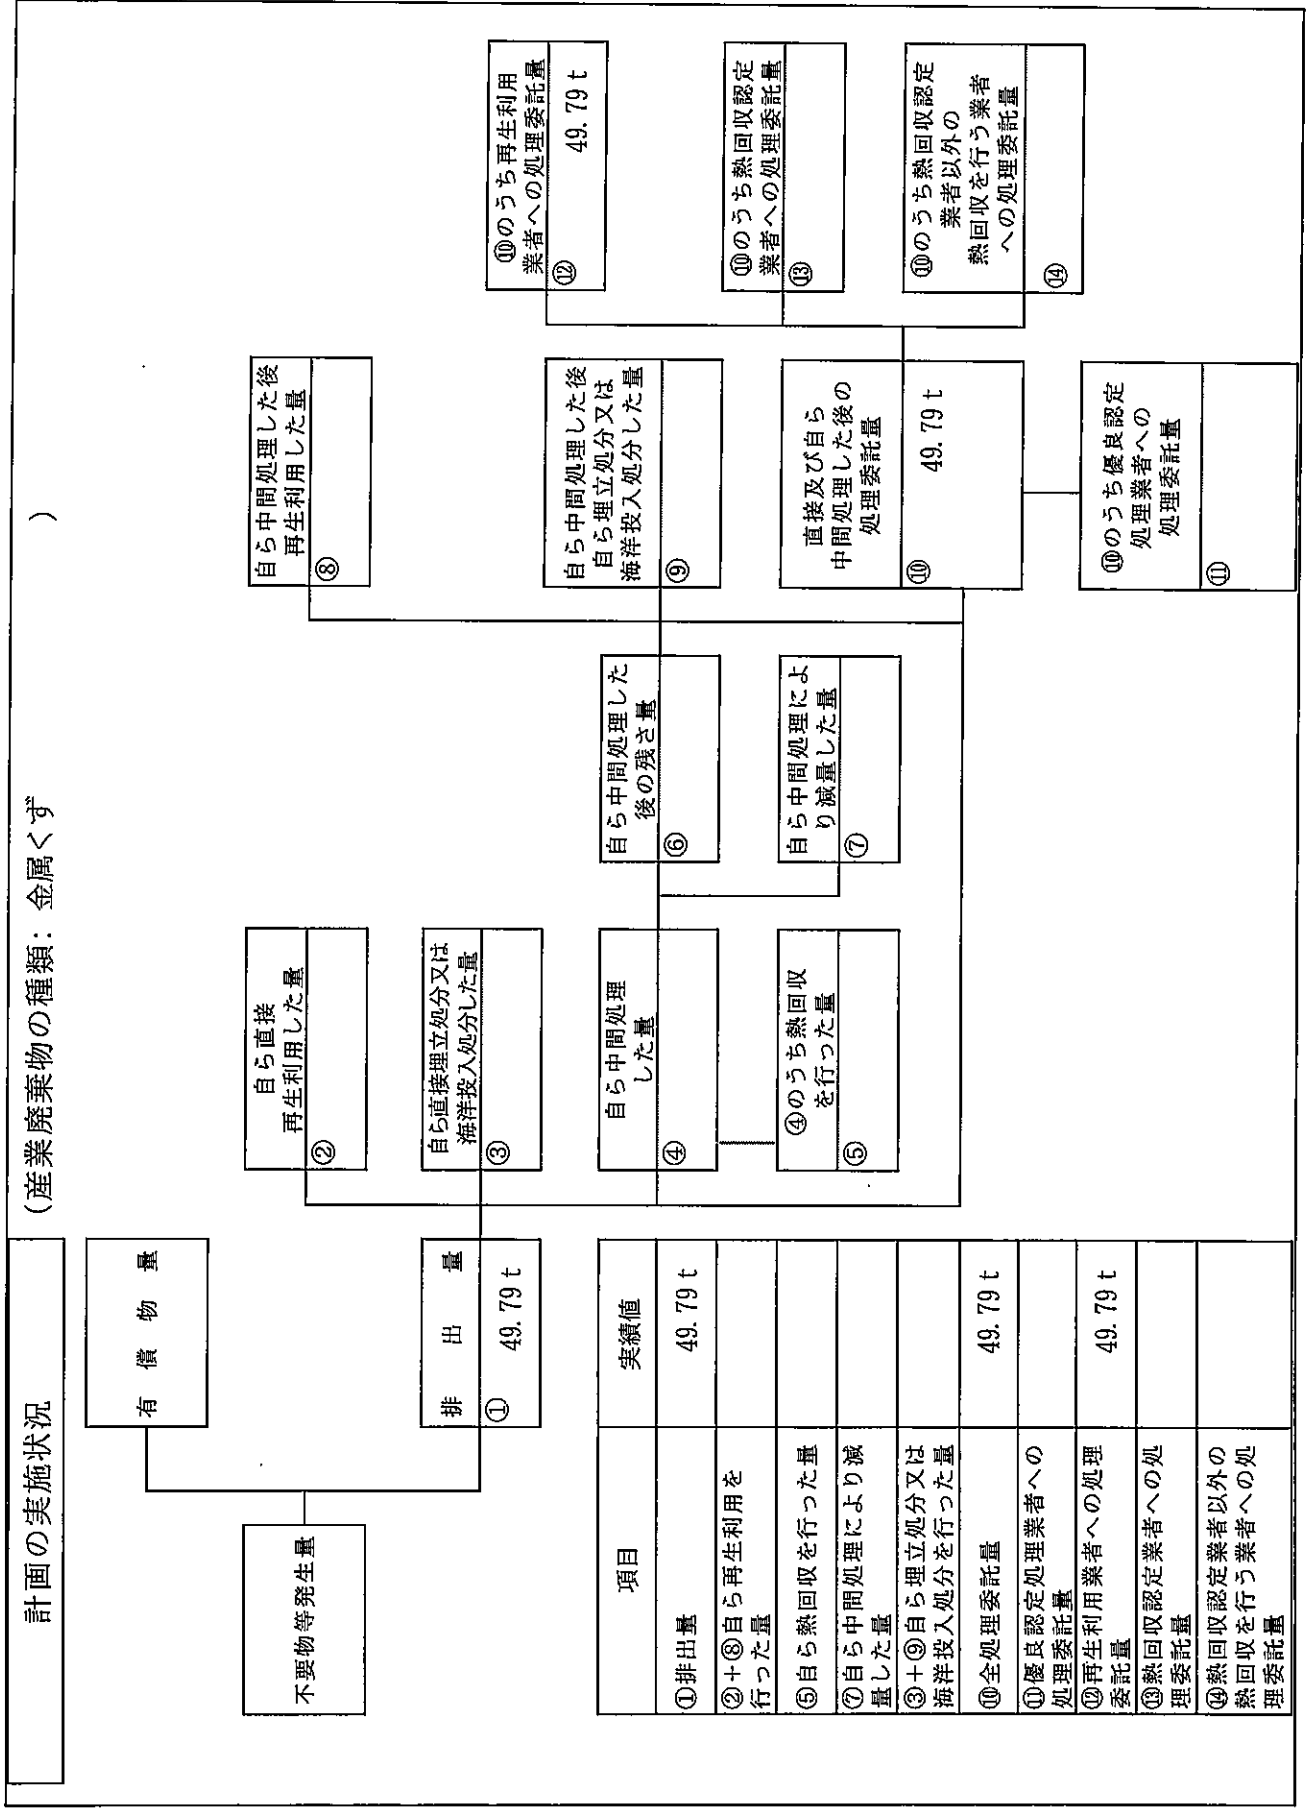 計画の実施状況
(産業廃棄物の種類: 金属くず )
不要物等発生量
有償物量
排出量
① 49.79 t
自ら直接
再生利用した量
②
自ら直接埋立処分又は
海洋投入処分した量
③
自ら中間処理
した量
④
④のうち熱回収
を行った量
⑤
自ら中間処理した
後の残さ量
⑥
自ら中間処理によ
り減量した量
⑦
自ら中間処理した後
再生利用した量
⑧
自ら中間処理した後
自ら埋立処分又は
海洋投入処分した量
⑨
直接及び自ら
中間処理した後の
処理委託量
⑩ 49.79 t
⑩のうち優良認定
処理業者への
処理委託量
⑪
⑩のうち再生利用
業者への処理委託量
⑫ 49.79 t
⑩のうち熱回収認定
業者への処理委託量
⑬
⑩のうち熱回収認定
業者以外の
熱回収を行う業者
への処理委託量
⑭
項目 実績値
①排出量 49.79 t
②+⑧自ら再生利用を
行った量
⑤自ら熱回収を行った量
⑦自ら中間処理により減
量した量
③+⑨自ら埋立処分又は
海洋投入処分を行った量
⑩全処理委託量 49.79 t
⑪優良認定処理業者への
処理委託量
⑫再生利用業者への処理
委託量 49.79 t
⑬熱回収認定業者への処
理委託量
⑭熱回収認定業者以外の
熱回収を行う業者への処
理委託量